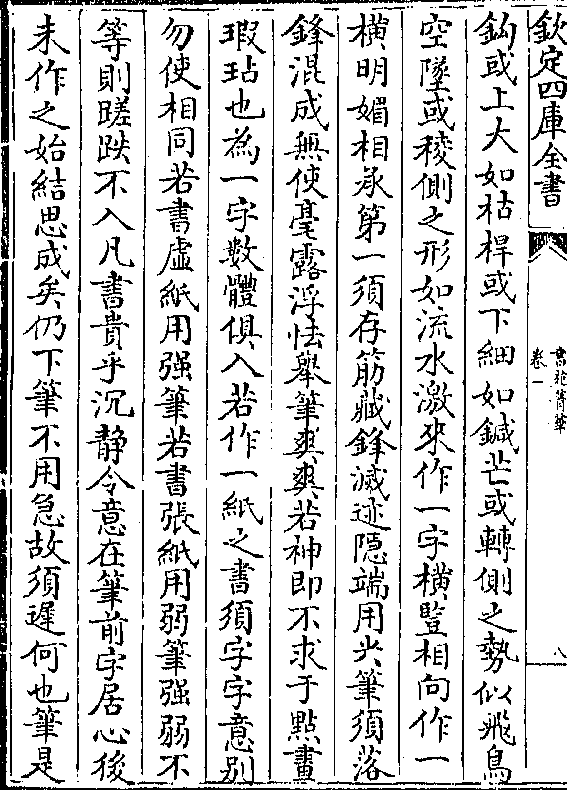 欽定四庫全書
書苑菁華
卷一
八
鈎或上大如枯桿或下細如鍼芒或轉側之勢似飛鳥
空墜或稜側之形如流水激來作一字橫豎相向作一
橫明媚相承第一須存筋藏鋒滅迹隱端用尖筆須落
鋒混成無使毫露浮怯舉筆爽爽若神即不求于點畫
瑕玷也為一字數體俱入若作一紙之書須字字意别
勿使相同若書虛紙用强筆若書張紙用弱筆强弱不
等則蹉跌不入凡書貴乎沉静令意在筆前字居心後
未作之始結思成矣仍下筆不用急故須遲何也筆是